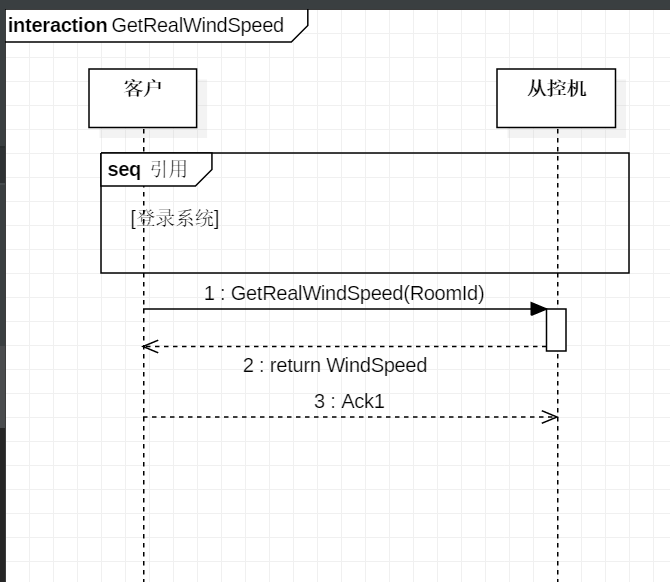 interaction GetRealWindSpeed
客户
从控机
seq 引用
[登录系统]
1 : GetRealWindSpeed(RoomId)
2 : return WindSpeed
3 : Ack1